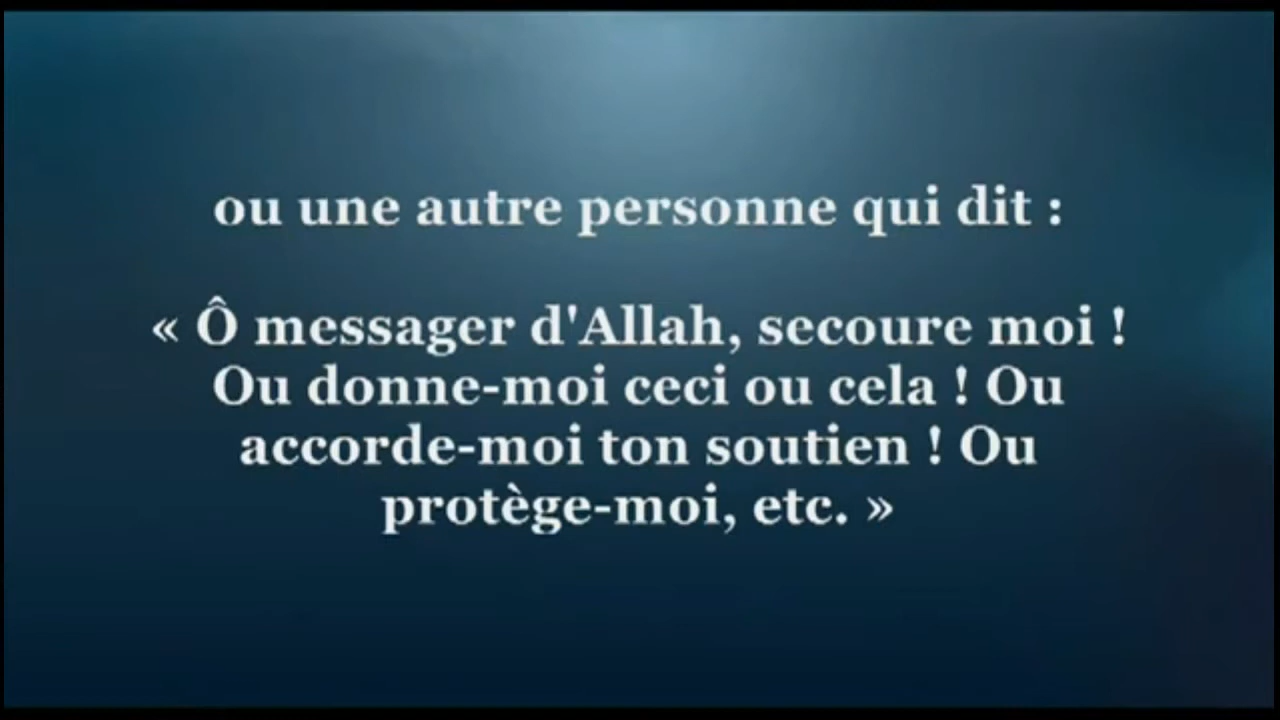 ou une autre personne qui dit :
« Ô messager d'Allah, secoure moi !
Ou donne-moi ceci ou cela ! Ou
accorde-moi ton soutien ! Ou
protège-moi, etc. »